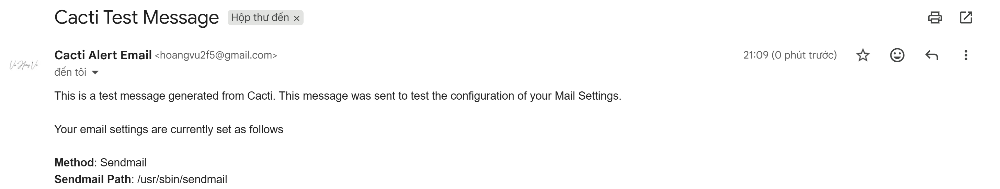 Cacti Test Message Hộp thư đến ×
Cacti Alert Email <hoangvu2f5@gmail.com> 21:09 (0 phút trước)
đến tôi
This is a test message generated from Cacti. This message was sent to test the configuration of your Mail Settings.
Your email settings are currently set as follows
Method: Sendmail
Sendmail Path: /usr/sbin/sendmail